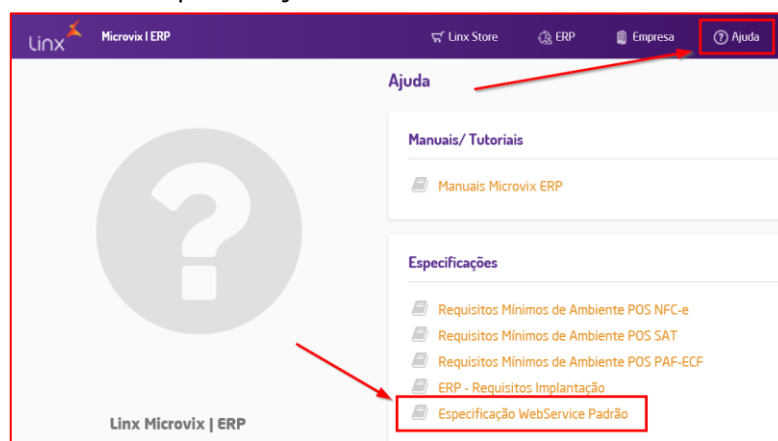 Linx
Microvix | ERP
Linx Store
ERP
Empresa
Ajuda
Ajuda
Manuais/ Tutoriais
Manuais Microvix ERP
Especificações
Requisitos Mínimos de Ambiente POS NFC-e
Requisitos Mínimos de Ambiente POS SAT
Requisitos Mínimos de Ambiente POS PAF-ECF
ERP - Requisitos Implantação
Especificação WebService Padrão
Linx Microvix | ERP